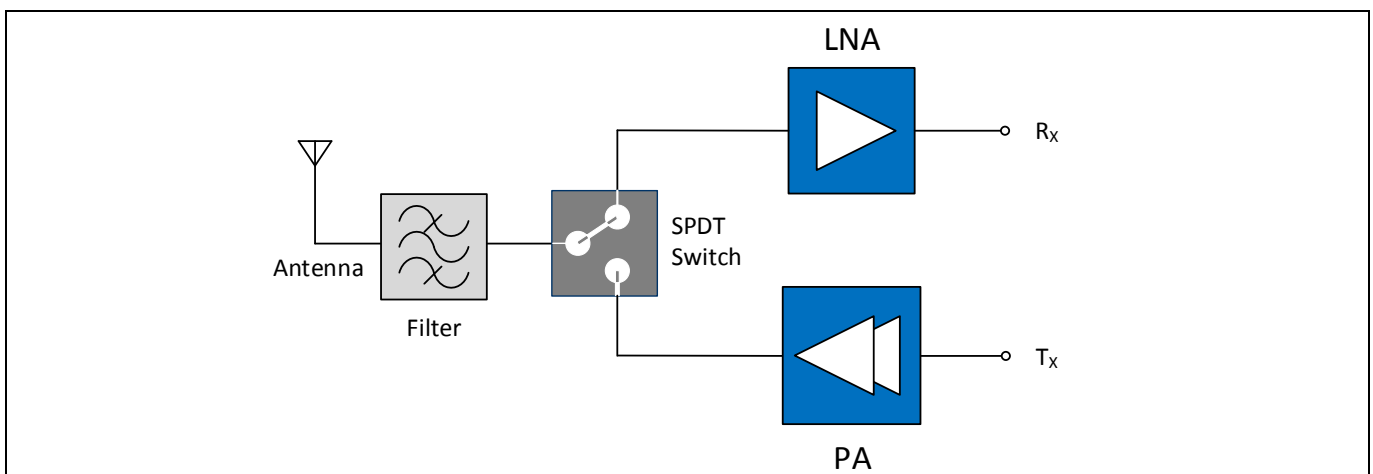 LNA
Rₓ
SPDT
Switch
Antenna
Filter
Tₓ
PA